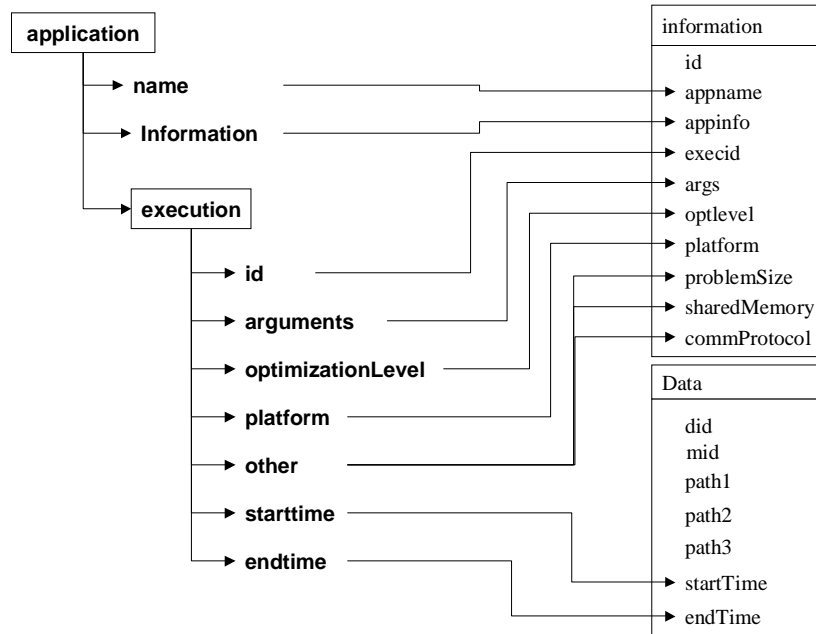 application
name
Information
execution
id
arguments
optimizationLevel
platform
other
starttime
endtime
information
id
appname
appinfo
execid
args
optlevel
platform
problemSize
sharedMemory
commProtocol
Data
did
mid
path1
path2
path3
startTime
endTime